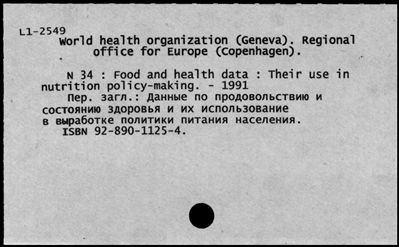 L1-2549
World health organization (Geneva). Regional
office for Europe (Copenhagen).
N 34 : Food and health data : Their use in
nutrition policy-making. - 1991
Пер. загл.: Данные по продовольствию и
состоянию здоровья и их использование
в выработке политики питания населения.
ISBN 92-890-1125-4.